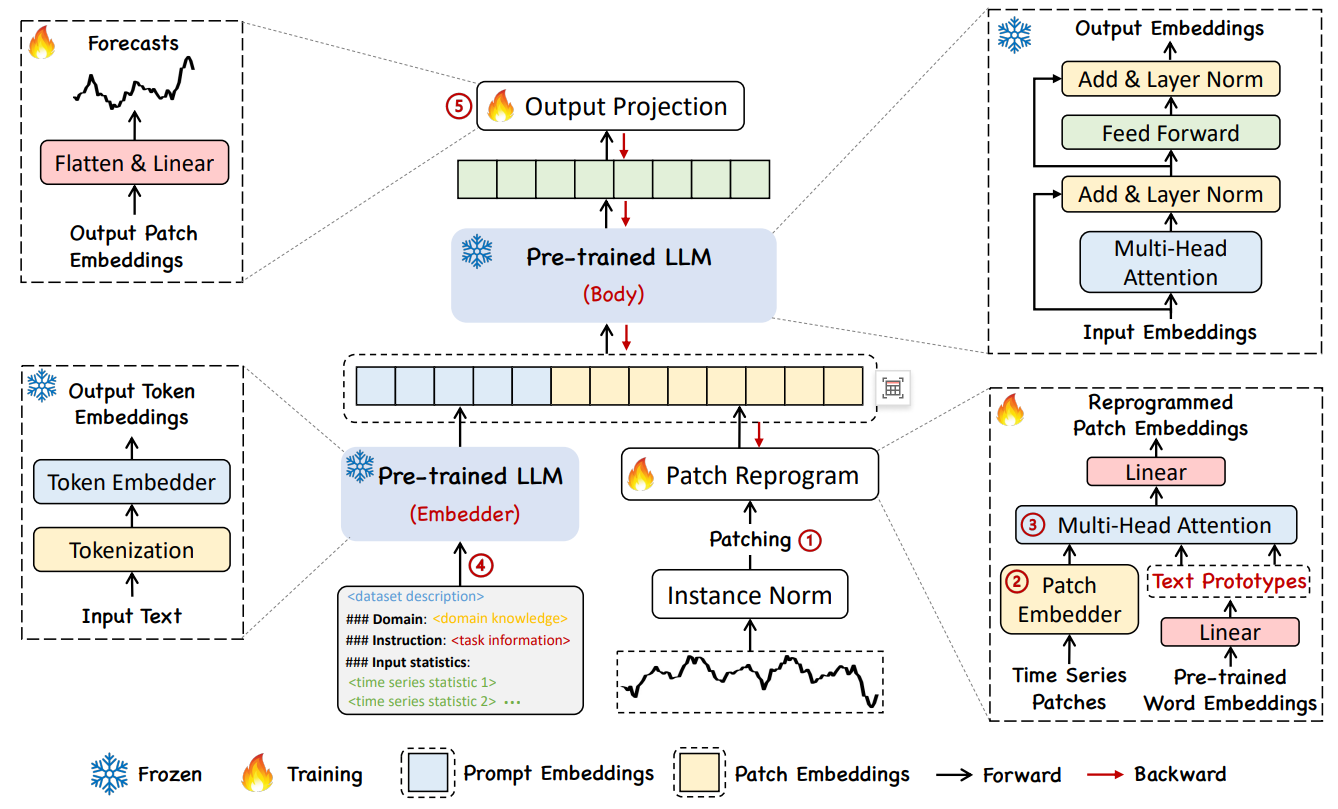 Forecasts
Flatten & Linear
Output Patch
Embeddings
⑤ Output Projection
Pre-trained LLM
(Body)
Output Embeddings
Add & Layer Norm
Feed Forward
Add & Layer Norm
Multi-Head
Attention
Input Embeddings
Output Token
Embeddings
Token Embedder
Tokenization
Input Text
Pre-trained LLM
(Embedder)
④
<dataset description>
### Domain: <domain knowledge>
### Instruction: <task information>
### Input statistics:
<time series statistic 1>
<time series statistic 2> ...
Patch Reprogram
Patching ①
Instance Norm
Reprogrammed
Patch Embeddings
Linear
③ Multi-Head Attention
② Patch
Embedder
Text Prototypes
Linear
Time Series
Patches
Pre-trained
Word Embeddings
Frozen
Training
Prompt Embeddings
Patch Embeddings
Forward
Backward